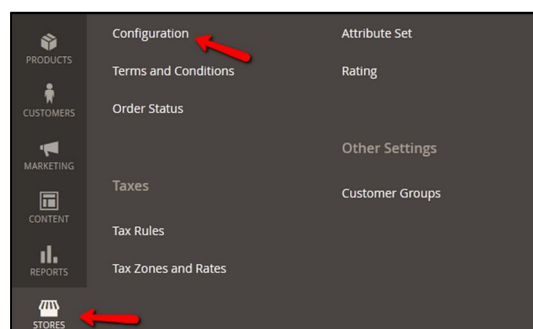 PRODUCTS
CUSTOMERS
MARKETING
CONTENT
REPORTS
STORES
Configuration
Terms and Conditions
Order Status
Taxes
Tax Rules
Tax Zones and Rates
Attribute Set
Rating
Other Settings
Customer Groups